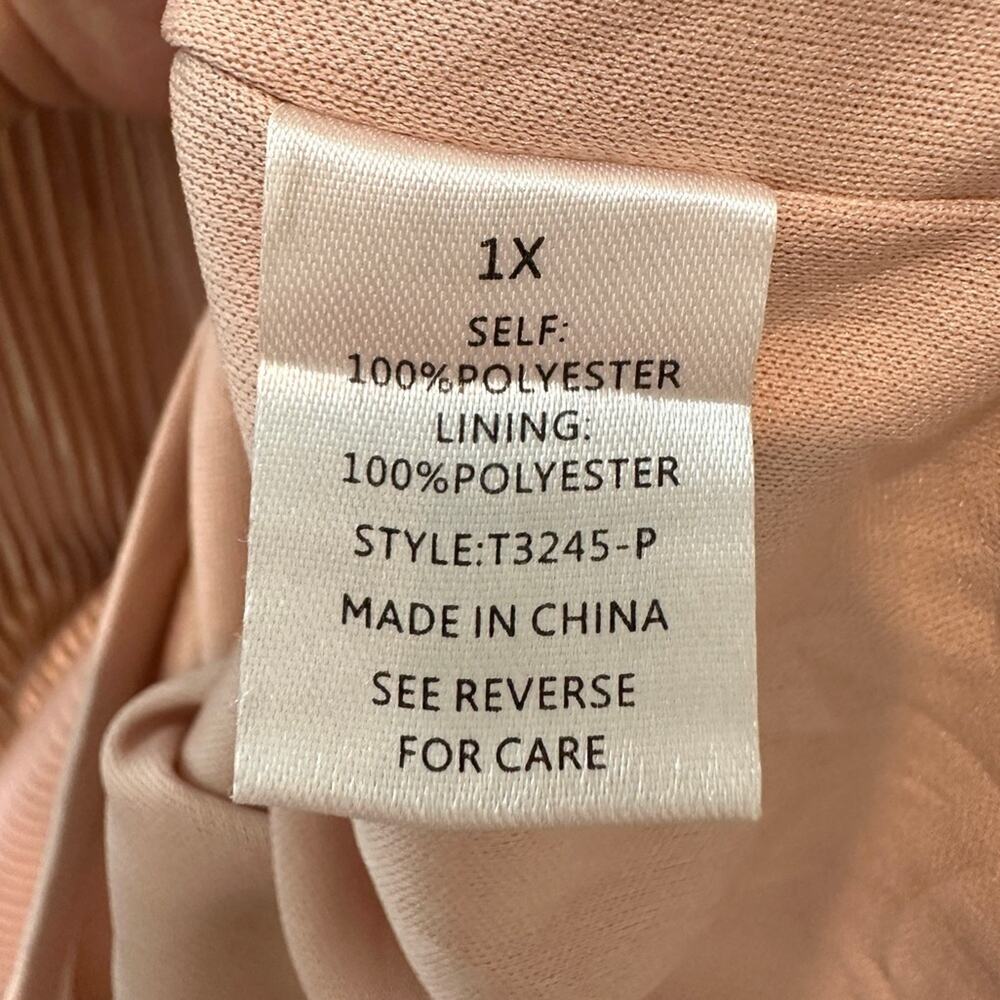 1X
SELF:
100%POLYESTER
LINING:
100%POLYESTER
STYLE:T3245-P
MADE IN CHINA
SEE REVERSE
FOR CARE